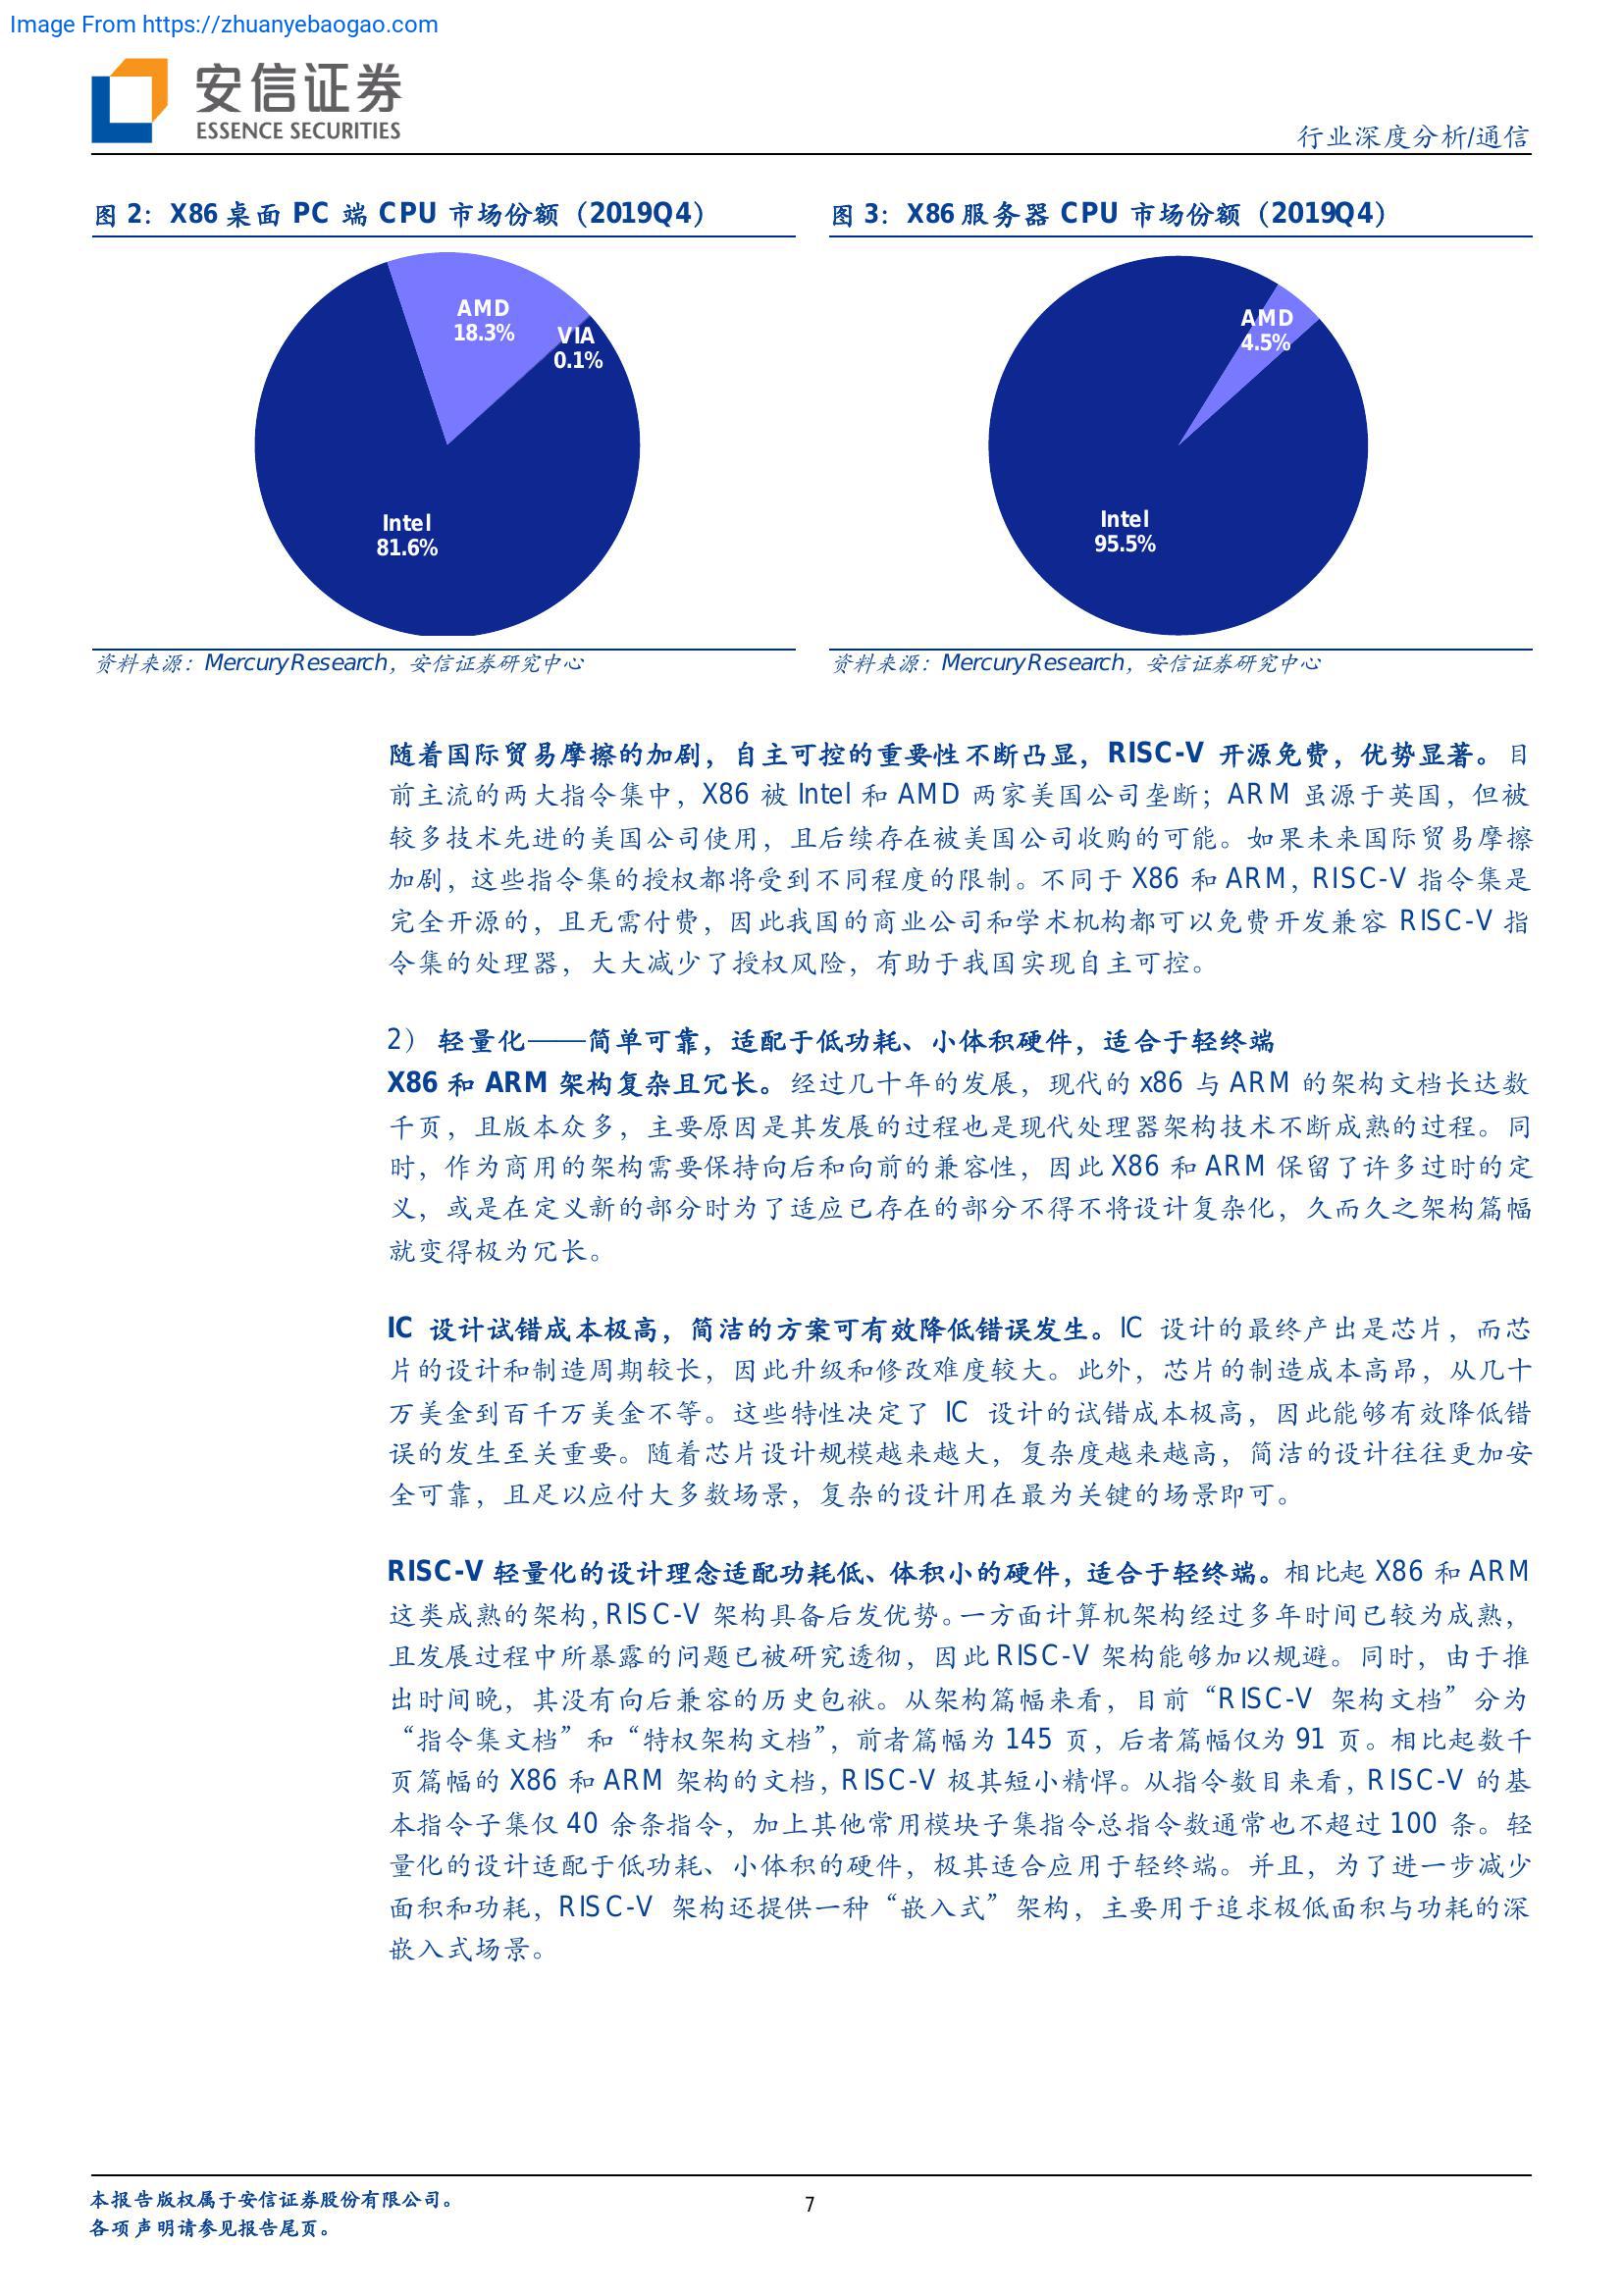 Image From https://zhuanyebaogao.com
安信证券
ESSENCE SECURITIES
行业深度分析/通信
图 2：X86 桌面 PC 端 CPU 市场份额（2019Q4）
AMD
18.3%
VIA
0.1%
Intel
81.6%
资料来源：MercuryResearch，安信证券研究中心
图 3：X86 服务器 CPU 市场份额（2019Q4）
AMD
4.5%
Intel
95.5%
资料来源：MercuryResearch，安信证券研究中心
随着国际贸易摩擦的加剧，自主可控的重要性不断凸显，RISC-V 开源免费，优势显著。目
前主流的两大指令集中，X86 被 Intel 和 AMD 两家美国公司垄断；ARM 虽源于英国，但被
较多技术先进的美国公司使用，且后续存在被美国公司收购的可能。如果未来国际贸易摩擦
加剧，这些指令集的授权都将受到不同程度的限制。不同于 X86 和 ARM，RISC-V 指令集是
完全开源的，且无需付费，因此我国的商业公司和学术机构都可以免费开发兼容 RISC-V 指
令集的处理器，大大减少了授权风险，有助于我国实现自主可控。
2） 轻量化——简单可靠，适配于低功耗、小体积硬件，适合于轻终端
X86 和 ARM 架构复杂且冗长。经过几十年的发展，现代的 x86 与 ARM 的架构文档长达数
千页，且版本众多，主要原因是其发展的过程也是现代处理器架构技术不断成熟的过程。同
时，作为商用的架构需要保持向后和向前的兼容性，因此 X86 和 ARM 保留了许多过时的定
义，或是在定义新的部分时为了适应已存在的部分不得不将设计复杂化，久而久之架构篇幅
就变得极为冗长。
IC 设计试错成本极高，简洁的方案可有效降低错误发生。IC 设计的最终产出是芯片，而芯
片的设计和制造周期较长，因此升级和修改难度较大。此外，芯片的制造成本高昂，从几十
万美金到百千万美金不等。这些特性决定了 IC 设计的试错成本极高，因此能够有效降低错
误的发生至关重要。随着芯片设计规模越来越大，复杂度越来越高，简洁的设计往往更加安
全可靠，且足以应付大多数场景，复杂的设计用在最为关键的场景即可。
RISC-V 轻量化的设计理念适配功耗低、体积小的硬件，适合于轻终端。相比起 X86 和 ARM
这类成熟的架构，RISC-V 架构具备后发优势。一方面计算机架构经过多年时间已较为成熟，
且发展过程中所暴露的问题已被研究透彻，因此 RISC-V 架构能够加以规避。同时，由于推
出时间晚，其没有向后兼容的历史包袱。从架构篇幅来看，目前“RISC-V 架构文档”分为
“指令集文档”和“特权架构文档”，前者篇幅为 145 页，后者篇幅仅为 91 页。相比起数千
页篇幅的 X86 和 ARM 架构的文档，RISC-V 极其短小精悍。从指令数目来看，RISC-V 的基
本指令子集仅 40 余条指令，加上其他常用模块子集指令总指令数通常也不超过 100 条。轻
量化的设计适配于低功耗、小体积的硬件，极其适合应用于轻终端。并且，为了进一步减少
面积和功耗，RISC-V 架构还提供一种“嵌入式”架构，主要用于追求极低面积与功耗的深
嵌入式场景。
本报告版权属于安信证券股份有限公司。
各项声明请参见报告尾页。
7